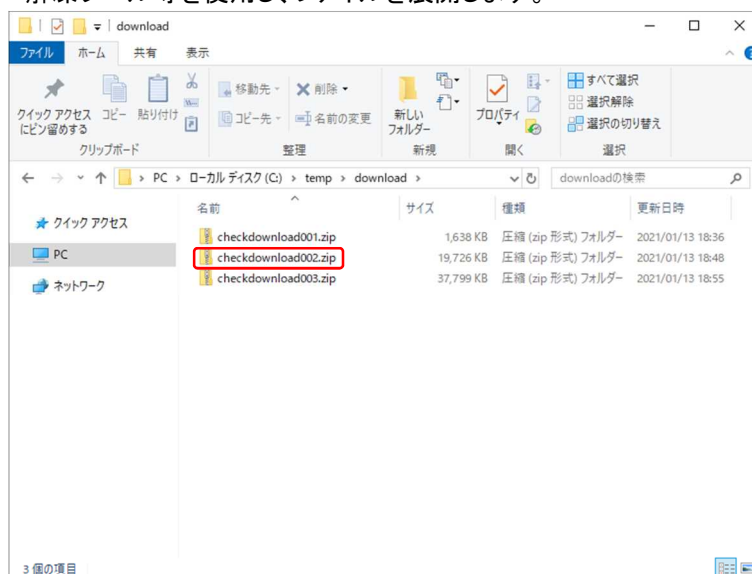 download
ファイル ホーム 共有 表示
クイック アクセス
にピン留めする
コピー
貼り付け
移動先
コピー先
削除
名前の変更
新しい
フォルダー
プロパティ
すべて選択
選択解除
選択の切り替え
クリップボード 整理 新規 開く 選択
PC > ローカル ディスク (C:) > temp > download >
downloadの検索
名前 サイズ 種類 更新日時
クイック アクセス
PC
ネットワーク
checkdownload001.zip 1,638 KB 圧縮 (zip 形式) フォルダー 2021/01/13 18:36
checkdownload002.zip 19,726 KB 圧縮 (zip 形式) フォルダー 2021/01/13 18:48
checkdownload003.zip 37,799 KB 圧縮 (zip 形式) フォルダー 2021/01/13 18:55
3 個の項目